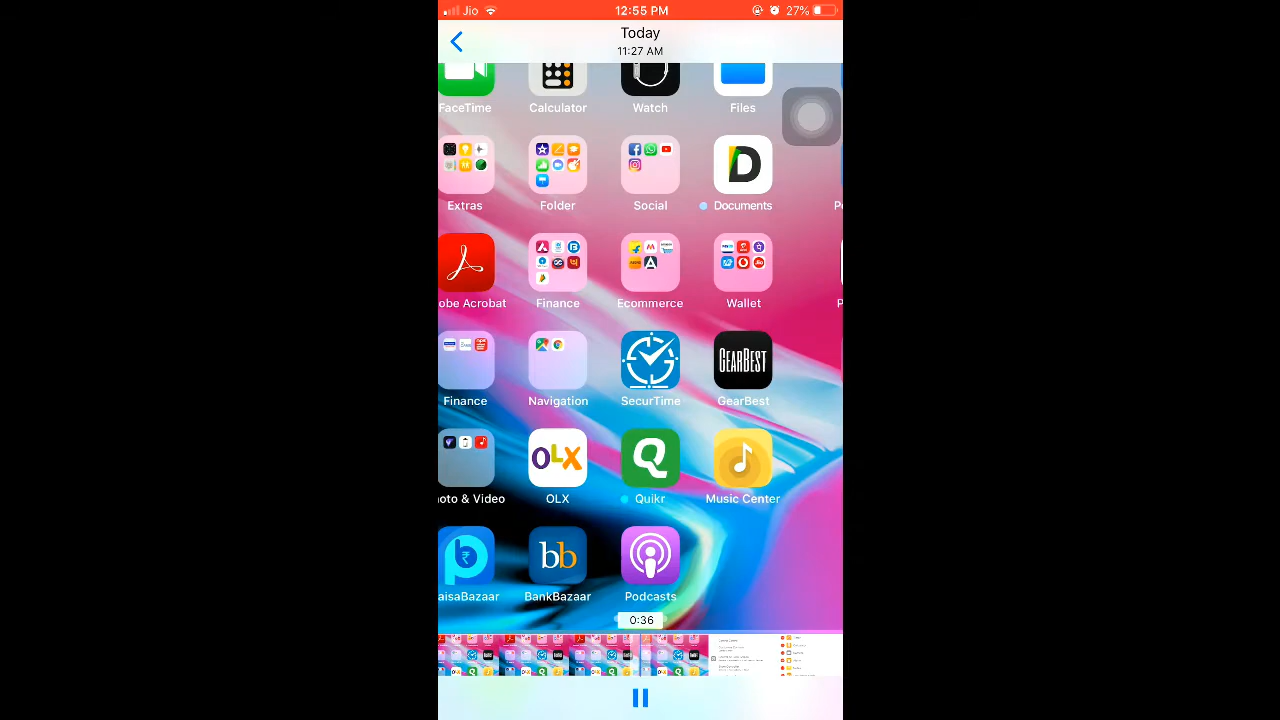 Jio 12:55 PM 27%
Today
11:27 AM
FaceTime Calculator Watch Files
Extras Folder Social Documents
obe Acrobat Finance Ecommerce Wallet
Finance Navigation SecurTime GearBest
GEARBEST
oto & Video OLX Quikr Music Center
OLX Q
aisaBazaar BankBazaar Podcasts
bb
0:36